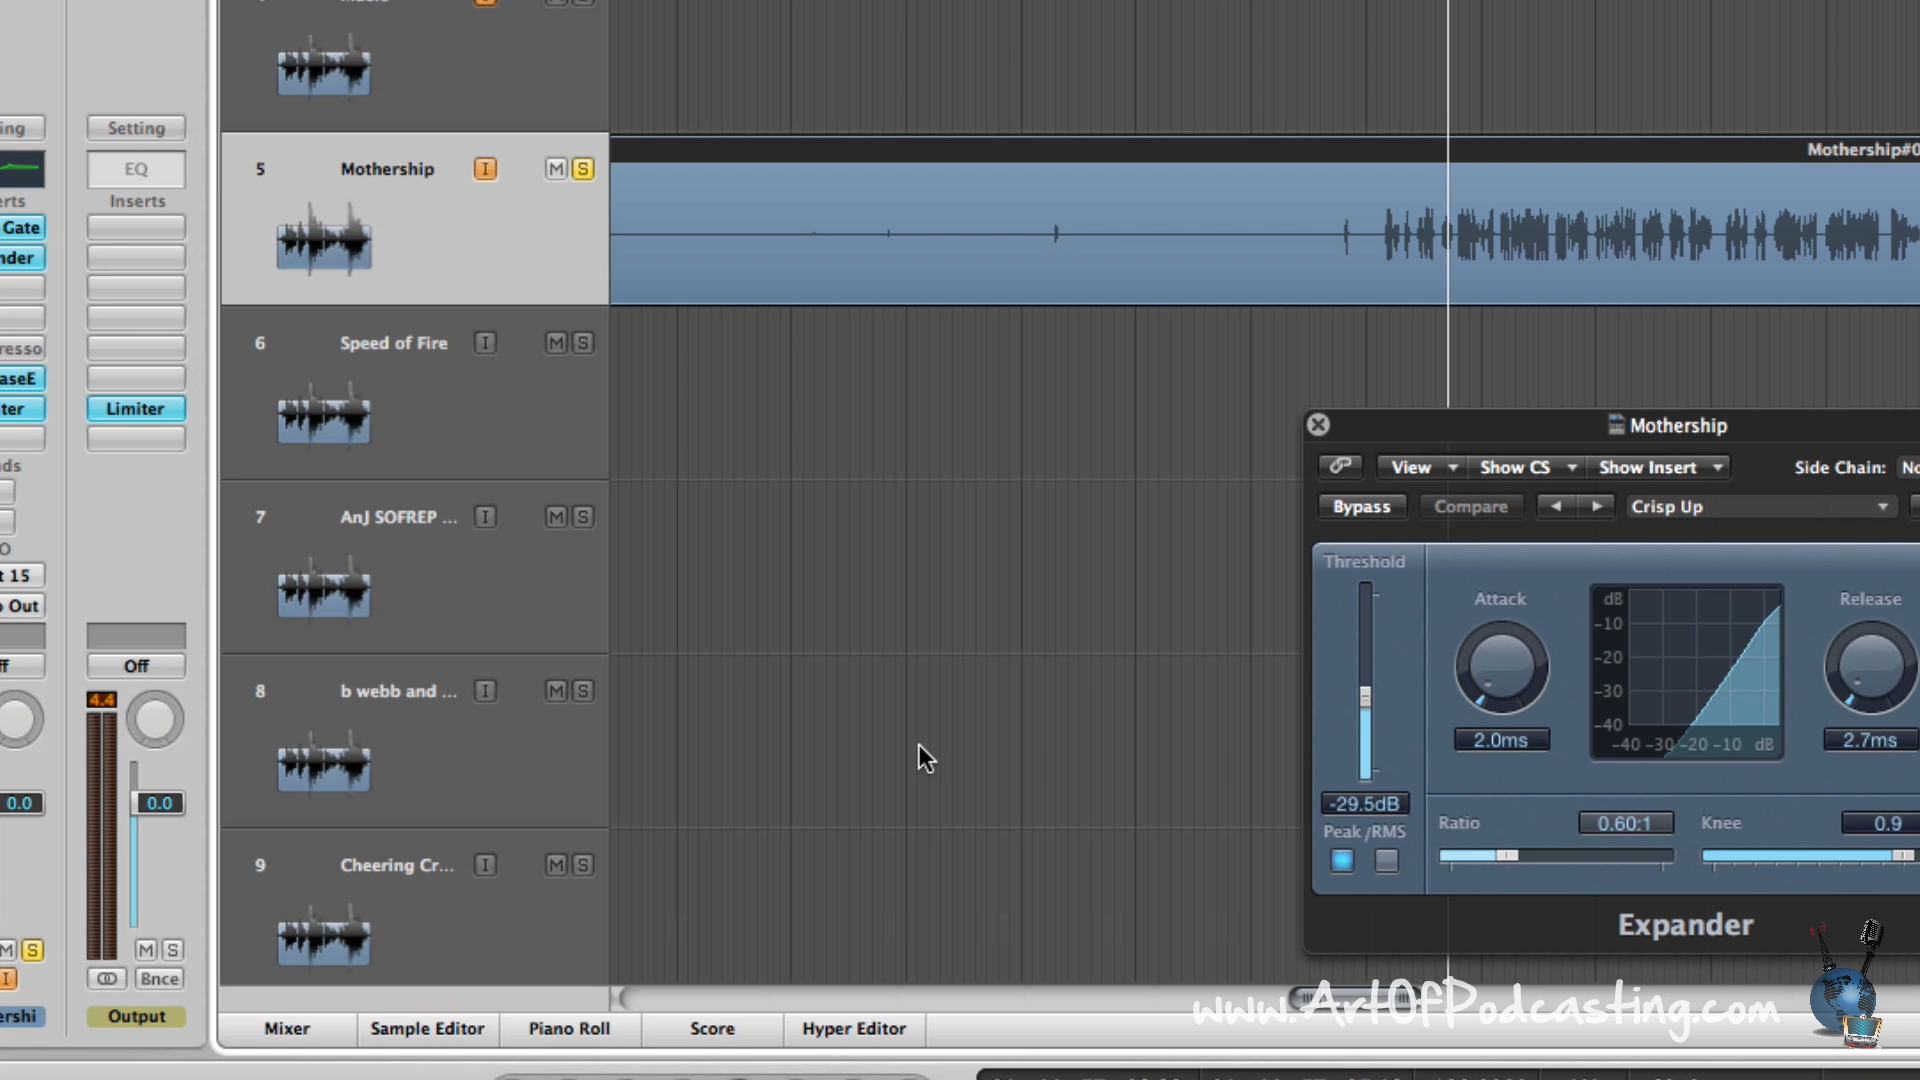 ing
Setting
EQ
erts
Inserts
Gate
nder
resso
aseE
ter
Limiter
ds
O
t 15
o Out
ff
Off
4.4
0.0
0.0
M S
M S
I
Bnce
ershi
Output
5 Mothership I M S
Mothership#0
6 Speed of Fire I M S
7 AnJ SOFREP ... I M S
8 b webb and ... I M S
9 Cheering Cr... I M S
Mothership
View Show CS Show Insert Side Chain: No
Bypass Compare Crisp Up
Threshold
Attack
Release
dB
-10
-20
-30
-40
-40 -30 -20 -10 dB
2.0ms
2.7ms
-29.5dB
Peak/RMS
Ratio 0.60:1 Knee 0.9
Expander
www.ArtOfPodcasting.com
Mixer Sample Editor Piano Roll Score Hyper Editor